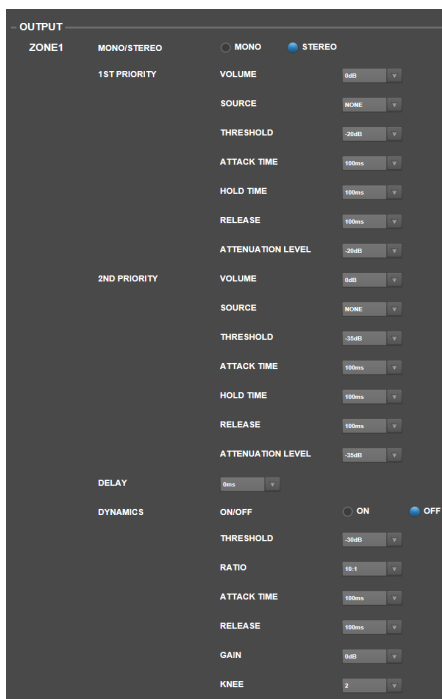 OUTPUT
ZONE1 MONO/STEREO MONO STEREO
1ST PRIORITY VOLUME 0dB
SOURCE NONE
THRESHOLD -20dB
ATTACK TIME 100ms
HOLD TIME 100ms
RELEASE 100ms
ATTENUATION LEVEL -20dB
2ND PRIORITY VOLUME 0dB
SOURCE NONE
THRESHOLD -35dB
ATTACK TIME 100ms
HOLD TIME 100ms
RELEASE 100ms
ATTENUATION LEVEL -35dB
DELAY 0ms
DYNAMICS ON/OFF ON OFF
THRESHOLD -30dB
RATIO 10:1
ATTACK TIME 100ms
RELEASE 100ms
GAIN 0dB
KNEE 2